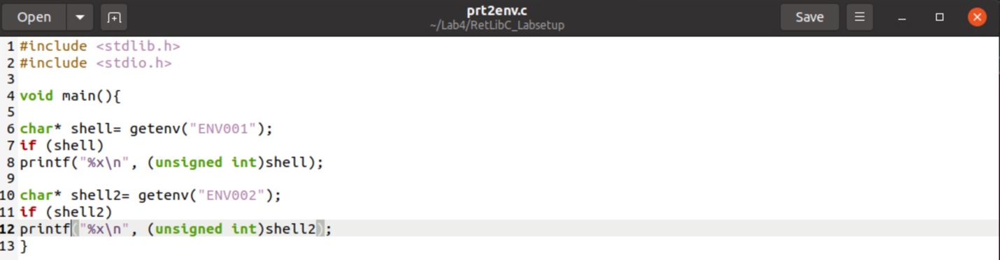 Open
prt2env.c
~/Lab4/RetLibC_Labsetup
Save
1 #include <stdlib.h>
2 #include <stdio.h>
3
4 void main(){
5
6 char* shell= getenv("ENV001");
7 if (shell)
8 printf("%x\n", (unsigned int)shell);
9
10 char* shell2= getenv("ENV002");
11 if (shell2)
12 printf("%x\n", (unsigned int)shell2);
13 }